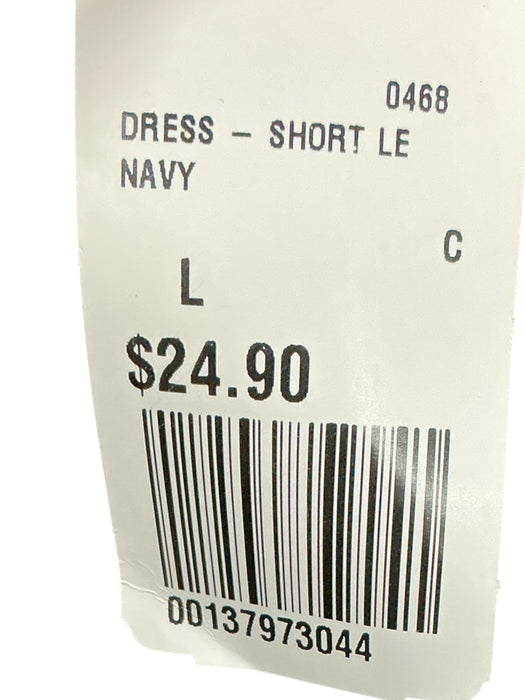 0468
DRESS – SHORT LE
NAVY
C
L
$24.90
00137973044